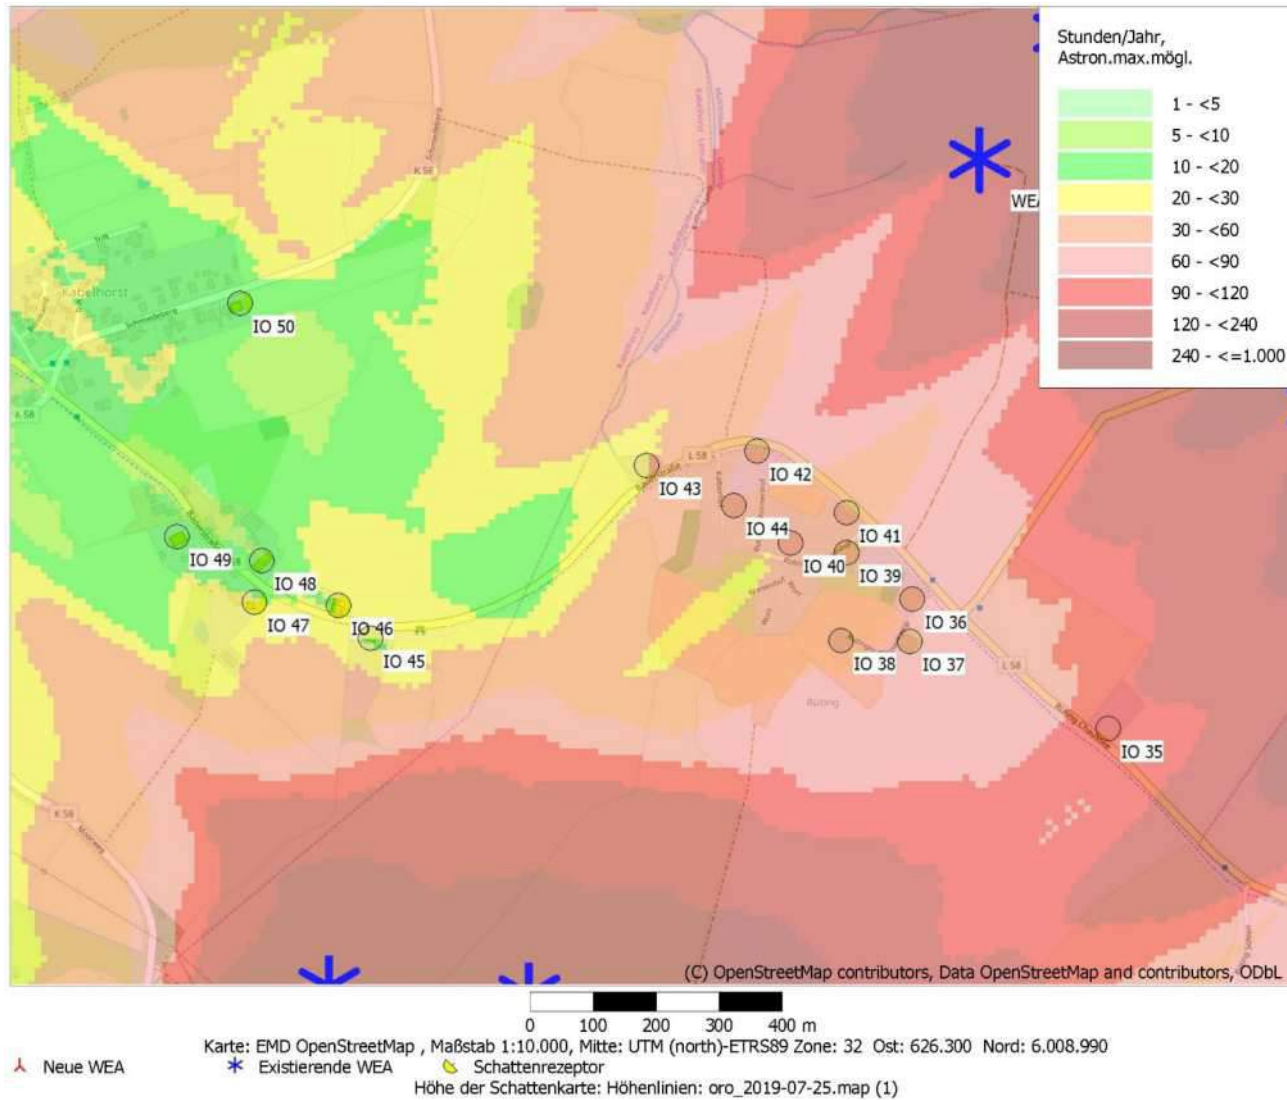 Stunden/Jahr,
Astron.max.mögl.
1 - <5
5 - <10
10 - <20
20 - <30
30 - <60
60 - <90
90 - <120
120 - <240
240 - <=1.000
WEA
K 58
Kabelhorst
IO 50
K 58
L 58
IO 43
IO 42
IO 44
IO 41
IO 40
IO 39
IO 49
IO 48
IO 47
IO 46
IO 45
IO 36
IO 38
IO 37
L 58
Rüting
IO 35
K 58
Moorweg
(C) OpenStreetMap contributors, Data OpenStreetMap and contributors, ODbL
0 100 200 300 400 m
Karte: EMD OpenStreetMap , Maßstab 1:10.000, Mitte: UTM (north)-ETRS89 Zone: 32 Ost: 626.300 Nord: 6.008.990
Neue WEA Existierende WEA Schattenrezeptor
Höhe der Schattenkarte: Höhenlinien: oro_2019-07-25.map (1)